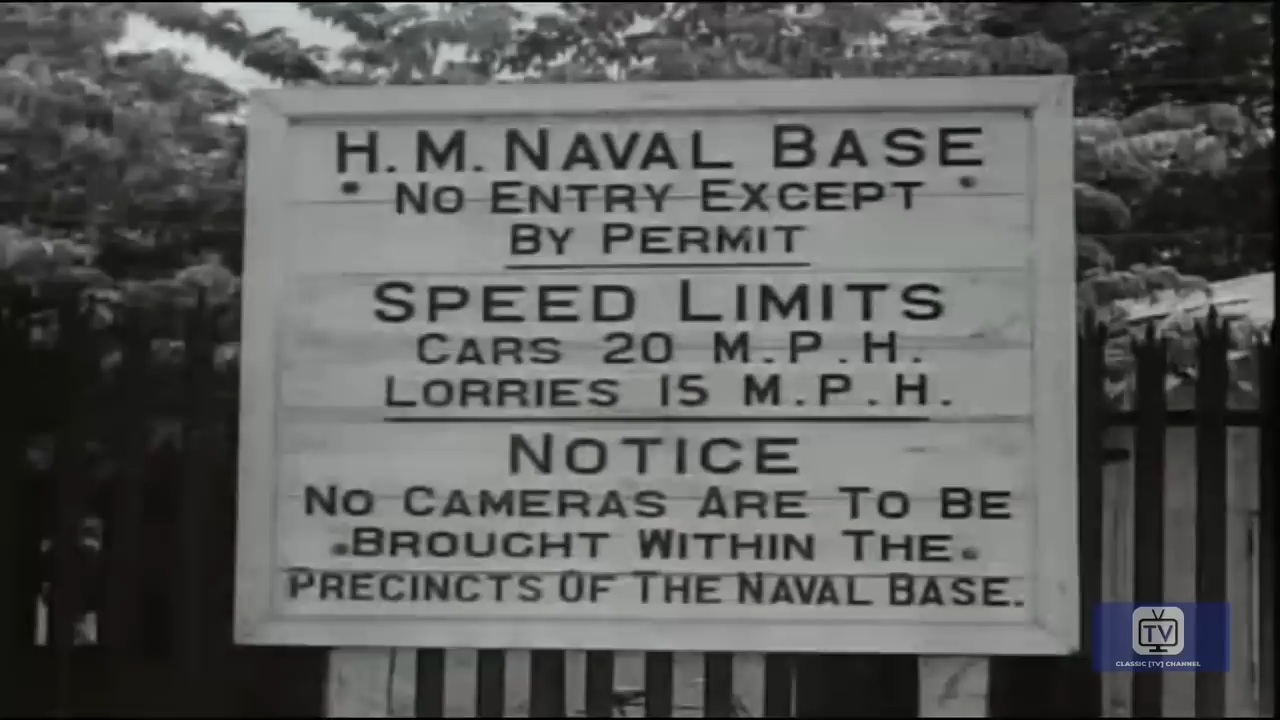 H. M. NAVAL BASE
NO ENTRY EXCEPT
BY PERMIT
SPEED LIMITS
CARS 20 M.P.H.
LORRIES 15 M.P.H.
NOTICE
NO CAMERAS ARE TO BE
BROUGHT WITHIN THE
PRECINCTS OF THE NAVAL BASE.
TV
CLASSIC [TV] CHANNEL